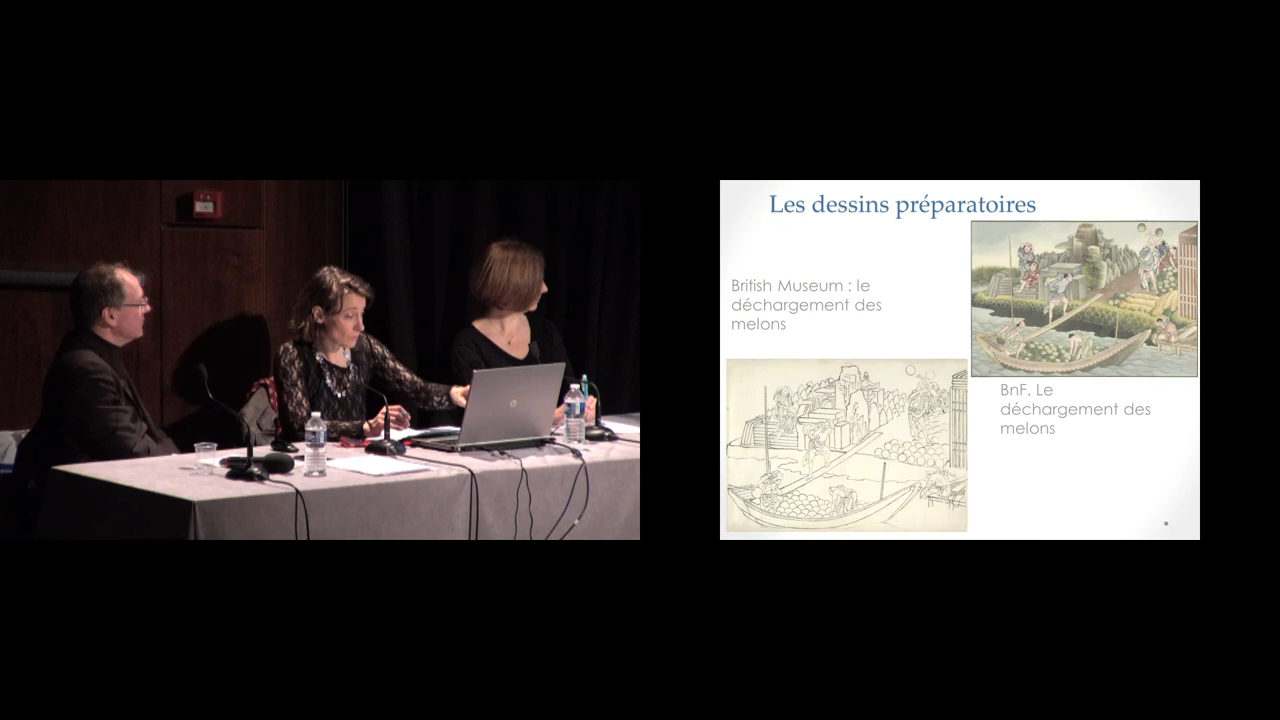 Les dessins préparatoires
British Museum : le
déchargement des
melons
BnF. Le
déchargement des
melons